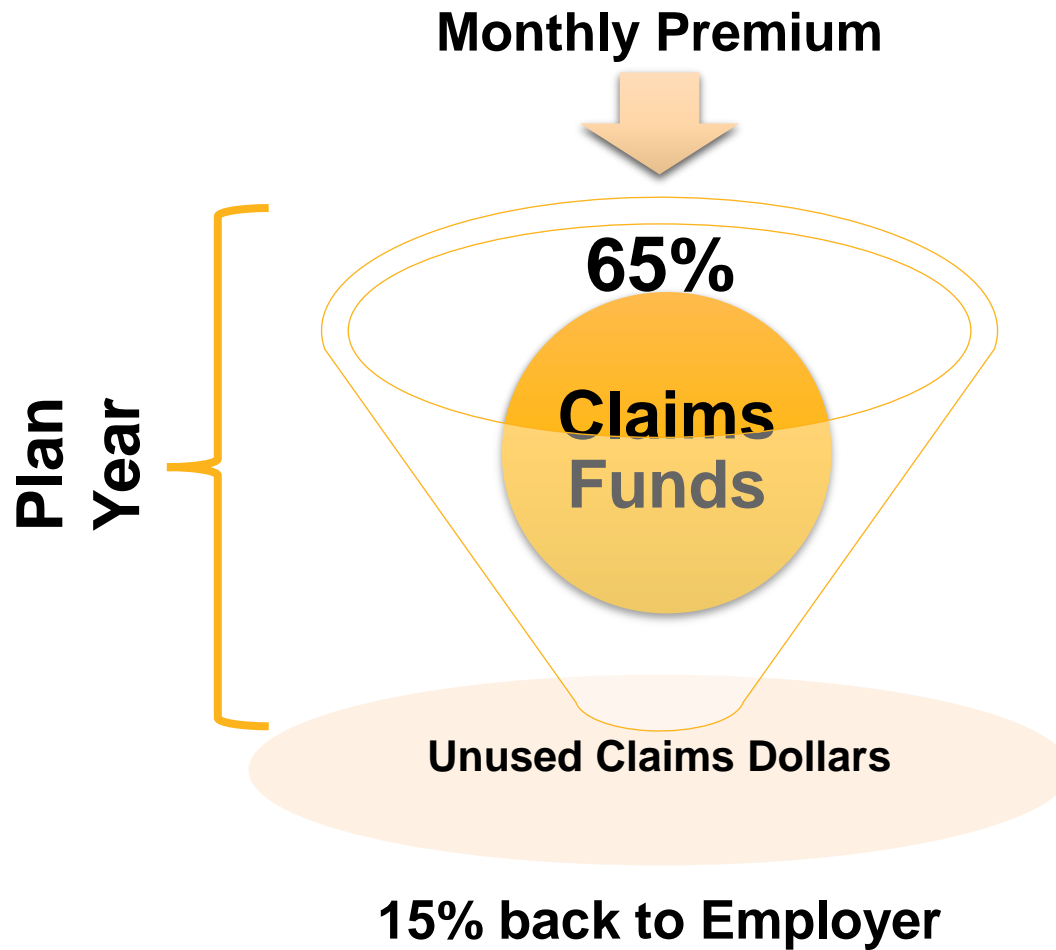 Monthly Premium
65%
Claims
Funds
Plan
Year
Unused Claims Dollars
15% back to Employer